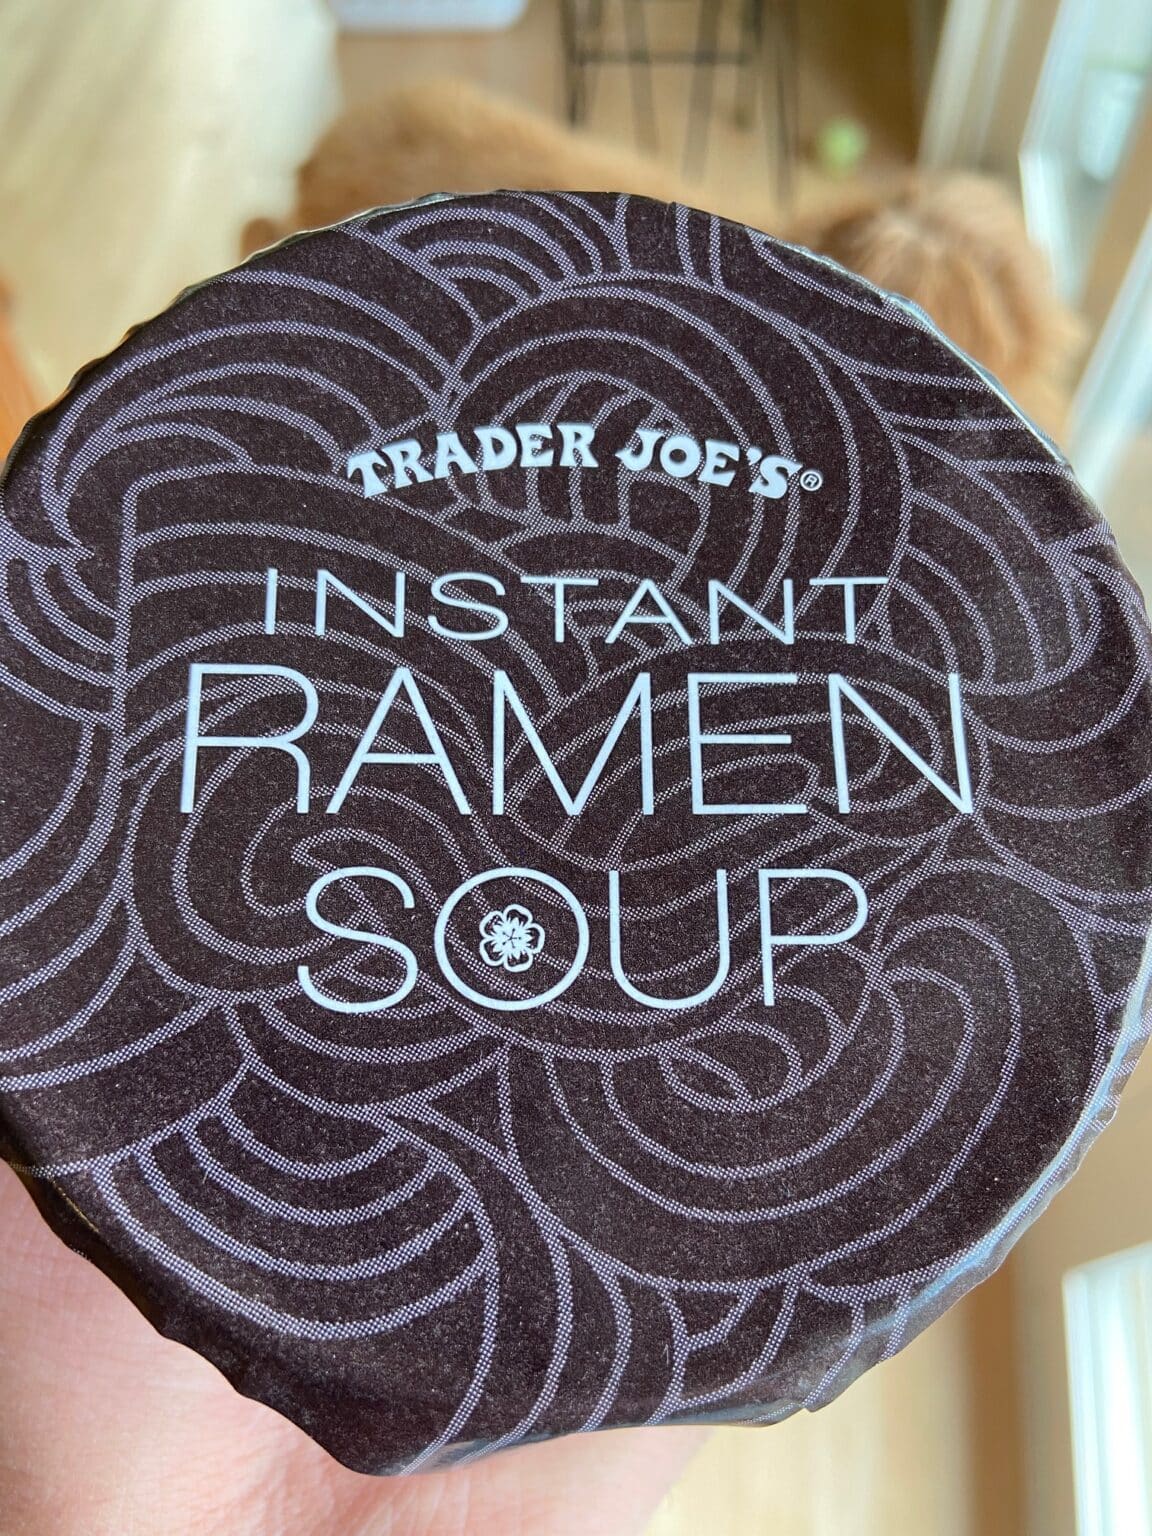 TRADER JOE'S®
INSTANT
RAMEN
SOUP